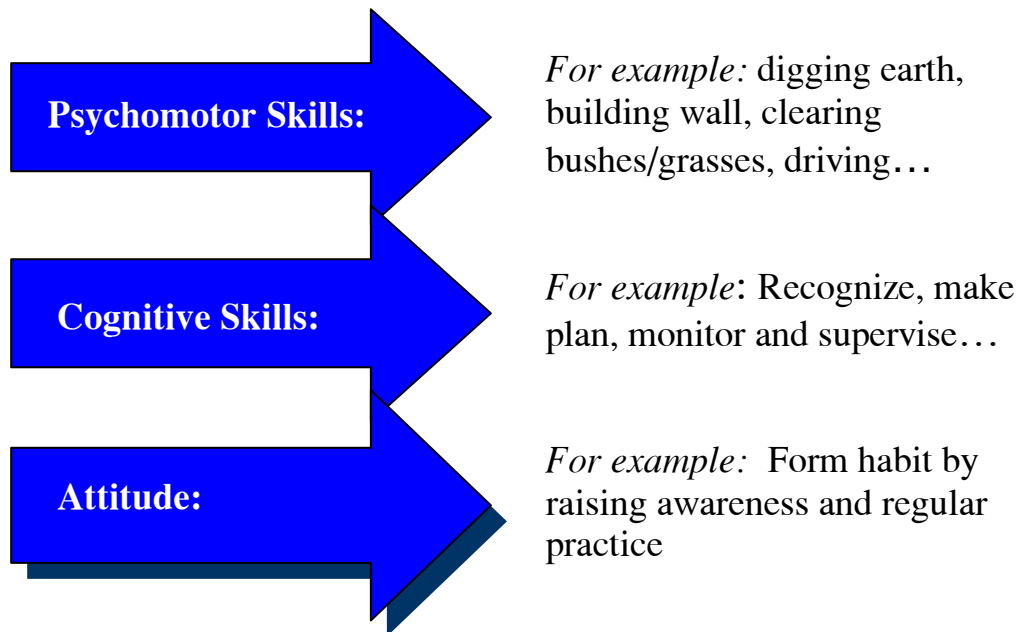 Psychomotor Skills:
For example: digging earth,
building wall, clearing
bushes/grasses, driving…
Cognitive Skills:
For example: Recognize, make
plan, monitor and supervise…
Attitude:
For example:  Form habit by
raising awareness and regular
practice